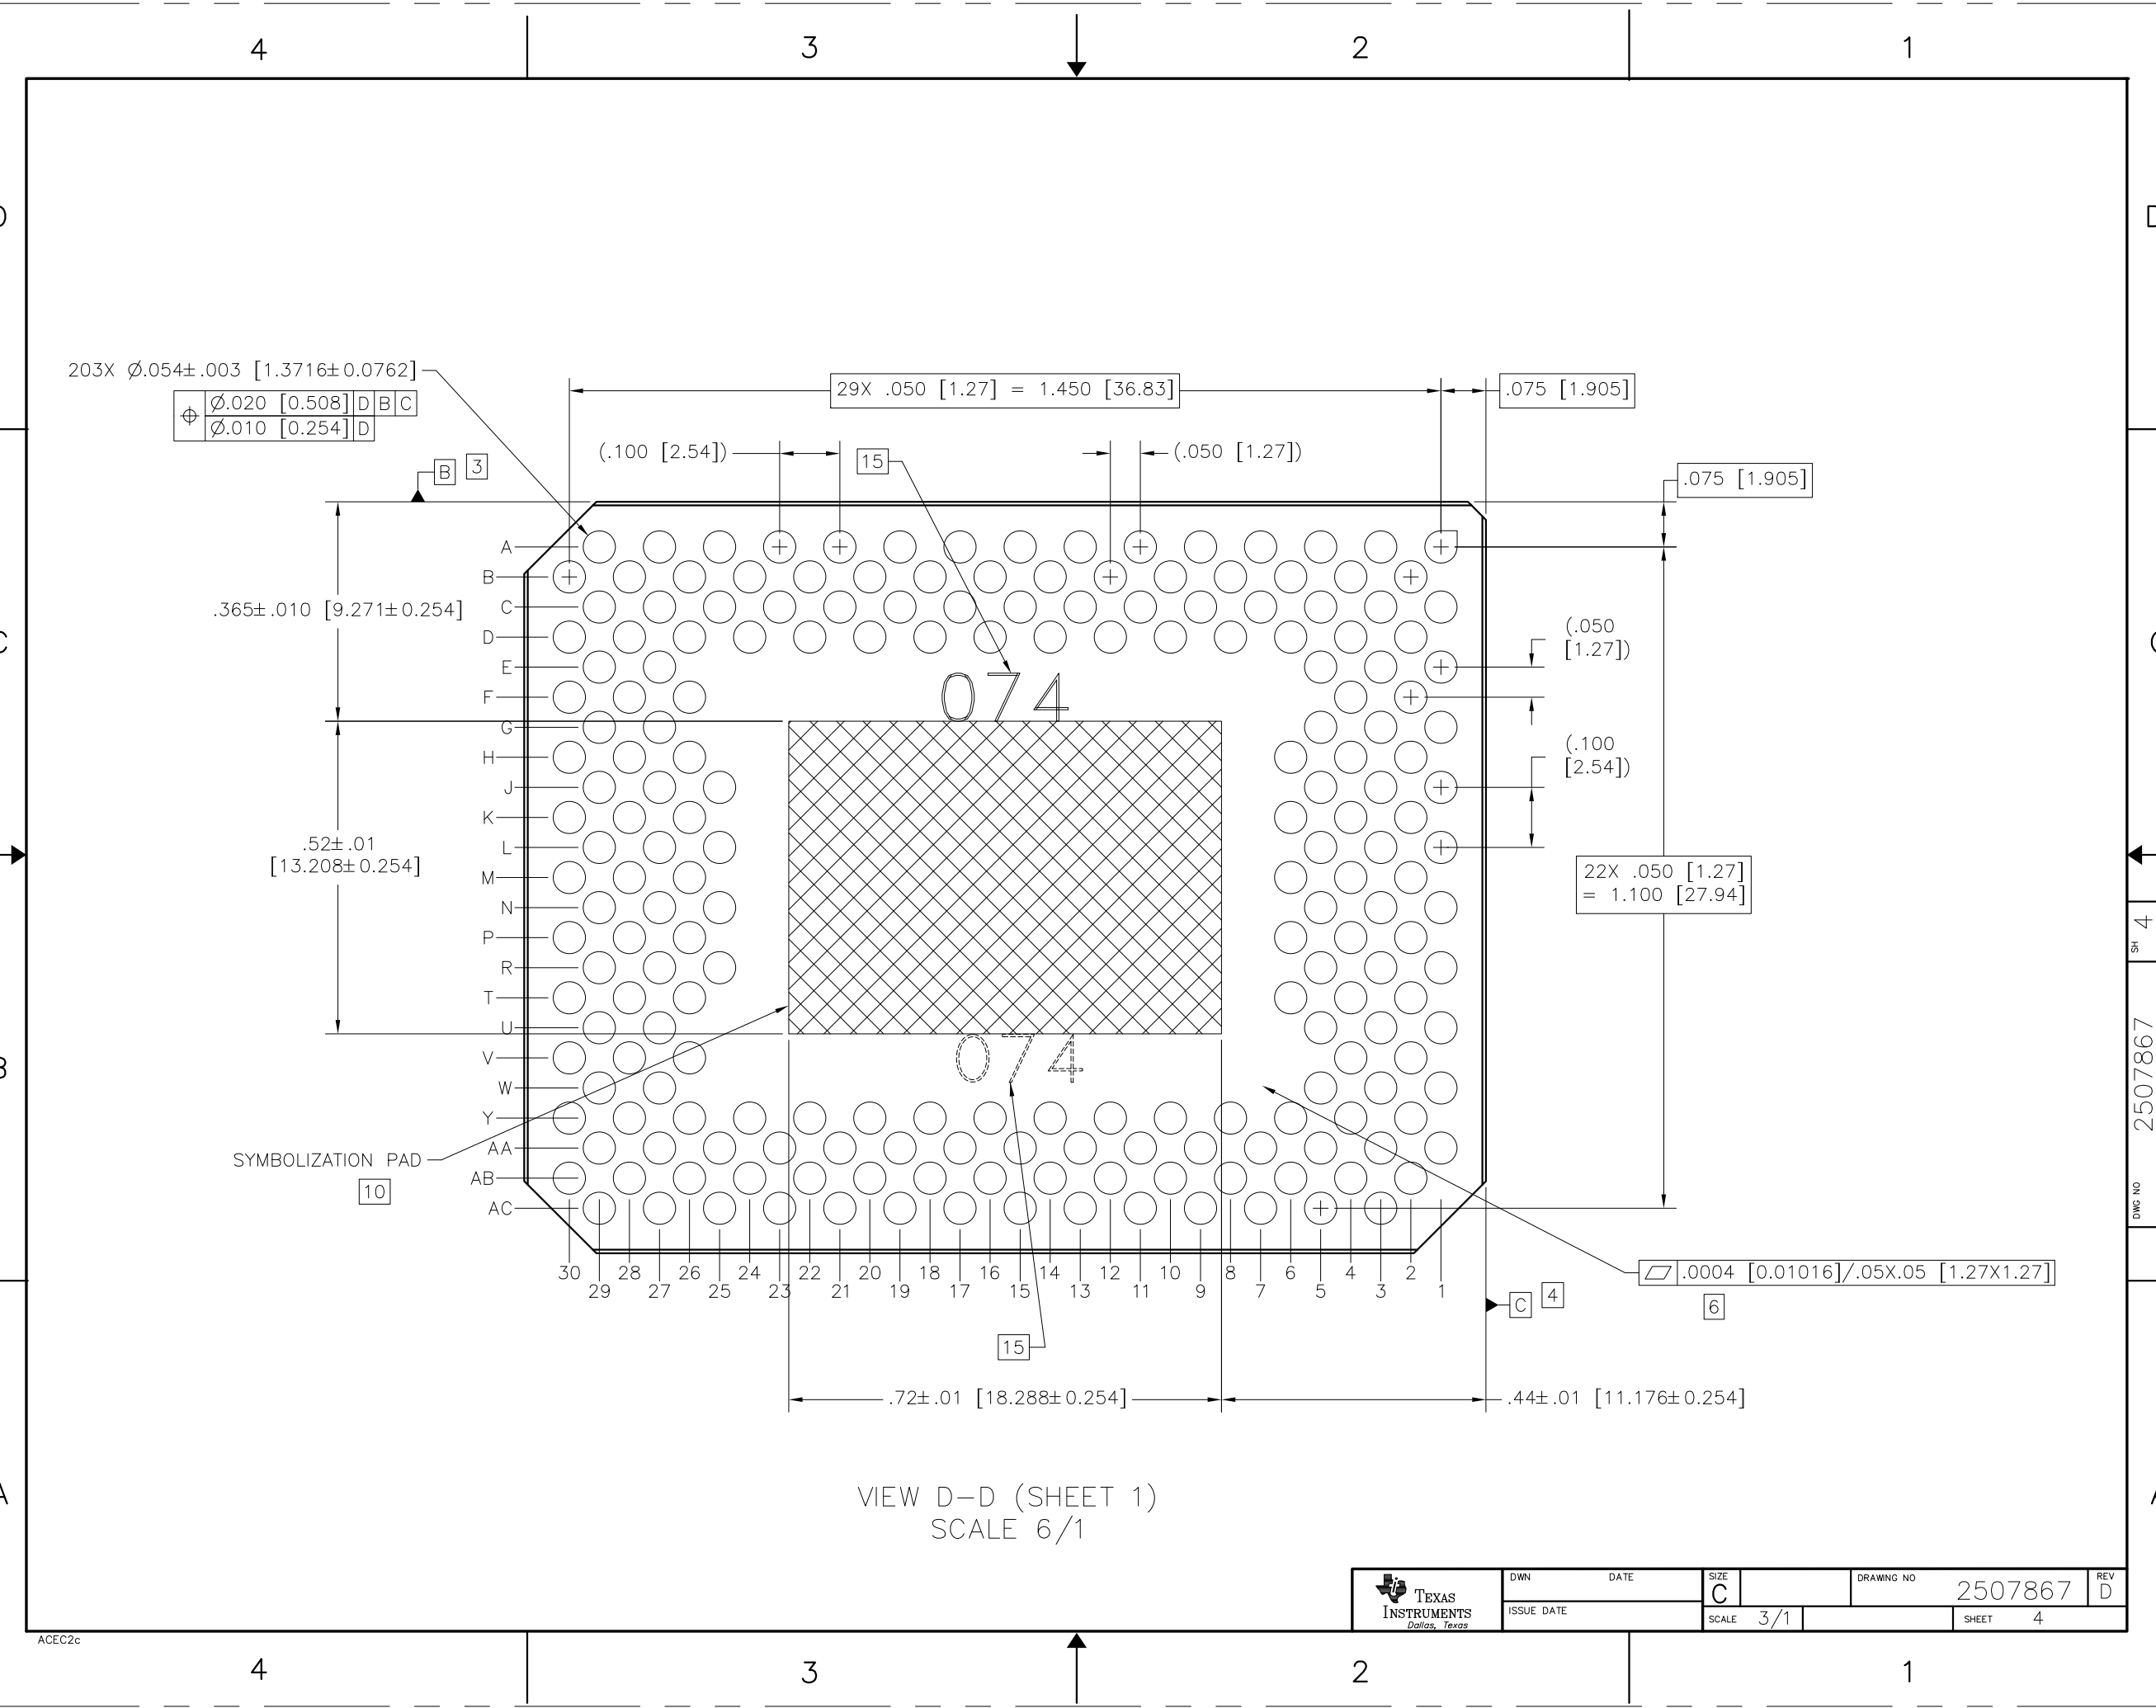 4 3 2 1
D D
203X Ø.054±.003 [1.3716±0.0762]
⌖ Ø.020 [0.508] D B C
Ø.010 [0.254] D
29X .050 [1.27] = 1.450 [36.83]
.075 [1.905]
(.100 [2.54])
15
(.050 [1.27])
B 3
.075 [1.905]
A
B
C
D
E
F
G
H
J
K
L
M
N
P
R
T
U
V
W
Y
AA
AB
AC
.365±.010 [9.271±0.254]
(.050
[1.27])
C C
074
(.100
[2.54])
.52±.01
[13.208±0.254]
22X .050 [1.27]
= 1.100 [27.94]
SH 4
2507867
DWG NO
B
074
SYMBOLIZATION PAD
10
30 28 26 24 22 20 18 16 14 12 10 8 6 4 2
29 27 25 23 21 19 17 15 13 11 9 7 5 3 1
⏥ .0004 [0.01016]/.05X.05 [1.27X1.27]
6
C 4
15
.72±.01 [18.288±0.254]
.44±.01 [11.176±0.254]
A A
VIEW D-D (SHEET 1)
SCALE 6/1
TEXAS
INSTRUMENTS
Dallas, Texas
DWN DATE
ISSUE DATE
SIZE
C
DRAWING NO
2507867
REV
D
SCALE 3/1
SHEET 4
ACEC2c
4 3 2 1